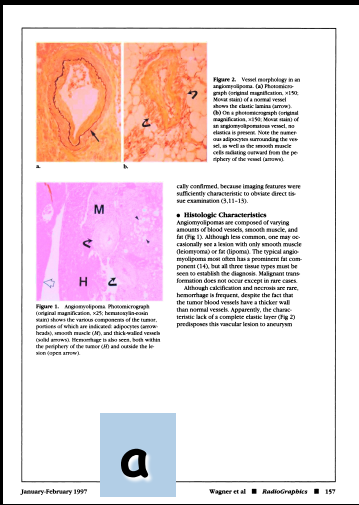 Figure 2. Vessel morphology in an
angiomyolipoma. (a) Photomicro-
graph (original magnification, ×150;
Movat stain) of a normal vessel
shows the elastic lamina (arrow).
(b) On a photomicrograph (original
magnification, ×150; Movat stain) of
an angiomyolipomatous vessel, no
elastica is present. Note the numer-
ous adipocytes surrounding the ves-
sel, as well as the smooth muscle
cells radiating outward from the pe-
riphery of the vessel (arrows).
a.
b.
M
H
Figure 1. Angiomyolipoma Photomicrograph
(original magnification, ×25; hematoxylin-eosin
stain) shows the various components of the tumor,
portions of which are indicated: adipocytes (arrow-
heads), smooth muscle (M), and thick-walled vessels
(solid arrows). Hemorrhage is also seen, both within
the periphery of the tumor (H) and outside the le-
sion (open arrow).
cally confirmed, because imaging features were
sufficiently characteristic to obviate direct tis-
sue examination (3,11–13).
● Histologic Characteristics
Angiomyolipomas are composed of varying
amounts of blood vessels, smooth muscle, and
fat (Fig 1). Although less common, one may oc-
casionally see a lesion with only smooth muscle
(leiomyoma) or fat (lipoma). The typical angio-
myolipoma most often has a prominent fat com-
ponent (14), but all three tissue types must be
seen to establish the diagnosis. Malignant trans-
formation does not occur except in rare cases.
Although calcification and necrosis are rare,
hemorrhage is frequent, despite the fact that
the tumor blood vessels have a thicker wall
than normal vessels. Apparently, the charac-
teristic lack of a complete elastic layer (Fig 2)
predisposes this vascular lesion to aneurysm
a
January-February 1997
Wagner et al ■ RadioGraphics ■ 157